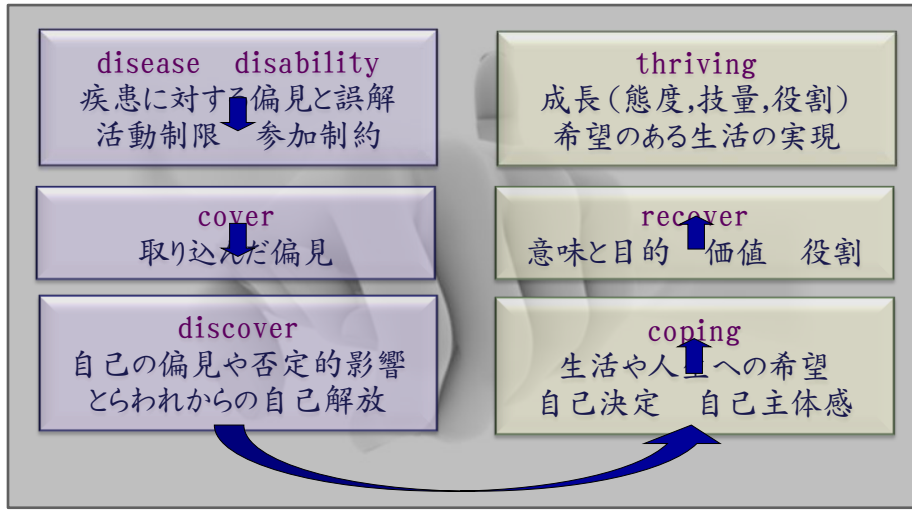 disease disability
疾患に対する偏見と誤解
活動制限 参加制約
cover
取り込んだ偏見
discover
自己の偏見や否定的影響
とらわれからの自己解放
thriving
成長(態度,技量,役割)
希望のある生活の実現
recover
意味と目的 価値 役割
coping
生活や人生への希望
自己決定 自己主体感